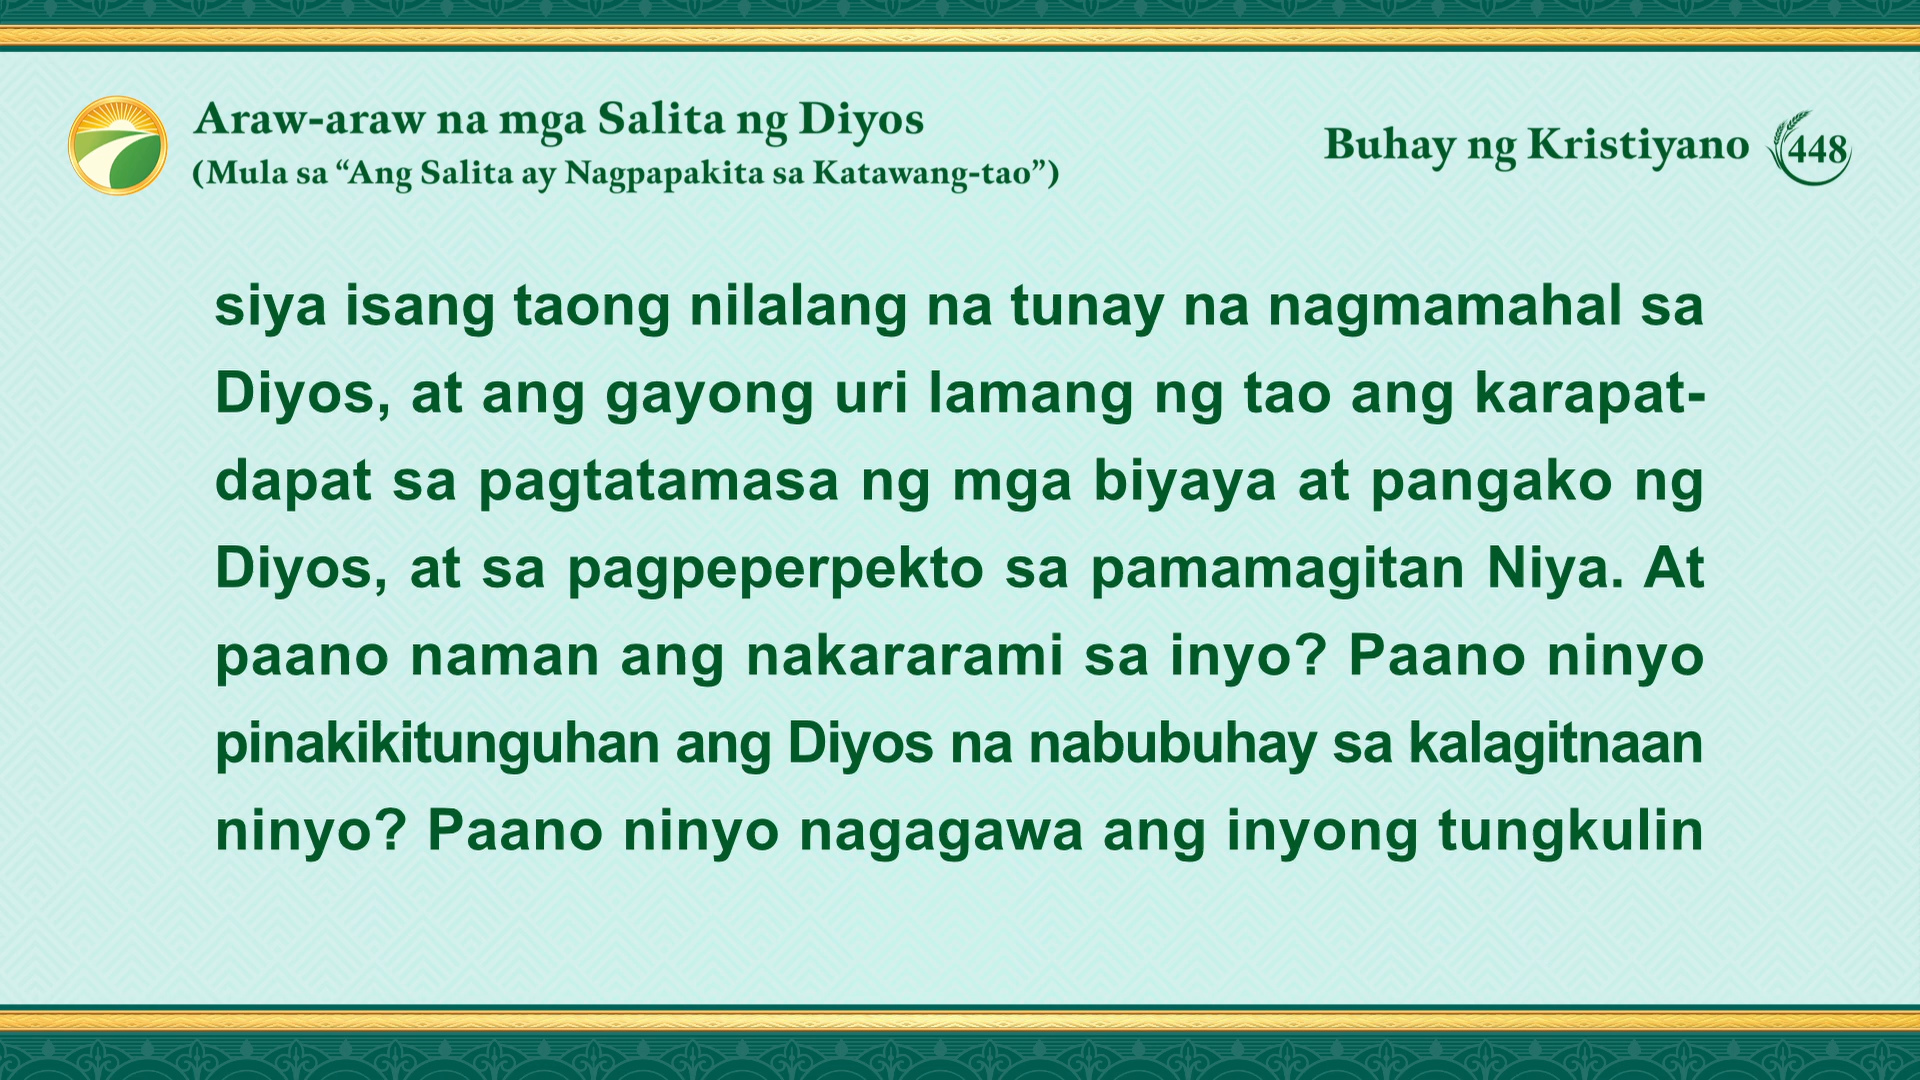 Araw-araw na mga Salita ng Diyos
(Mula sa “Ang Salita ay Nagpapakita sa Katawang-tao”)
Buhay ng Kristiyano 448
siya isang taong nilalang na tunay na nagmamahal sa
Diyos, at ang gayong uri lamang ng tao ang karapat-
dapat sa pagtatamasa ng mga biyaya at pangako ng
Diyos, at sa pagpeperpekto sa pamamagitan Niya. At
paano naman ang nakararami sa inyo? Paano ninyo
pinakikitunguhan ang Diyos na nabubuhay sa kalagitnaan
ninyo? Paano ninyo nagagawa ang inyong tungkulin